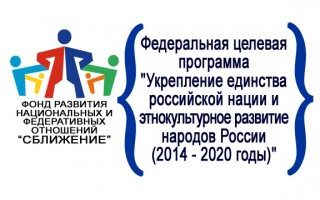 ФОНД РАЗВИТИЯ
НАЦИОНАЛЬНЫХ И
ФЕДЕРАТИВНЫХ
ОТНОШЕНИЙ
"СБЛИЖЕНИЕ"
Федеральная целевая
программа
"Укрепление единства
российской нации и
этнокультурное развитие
народов России
(2014 - 2020 годы)"